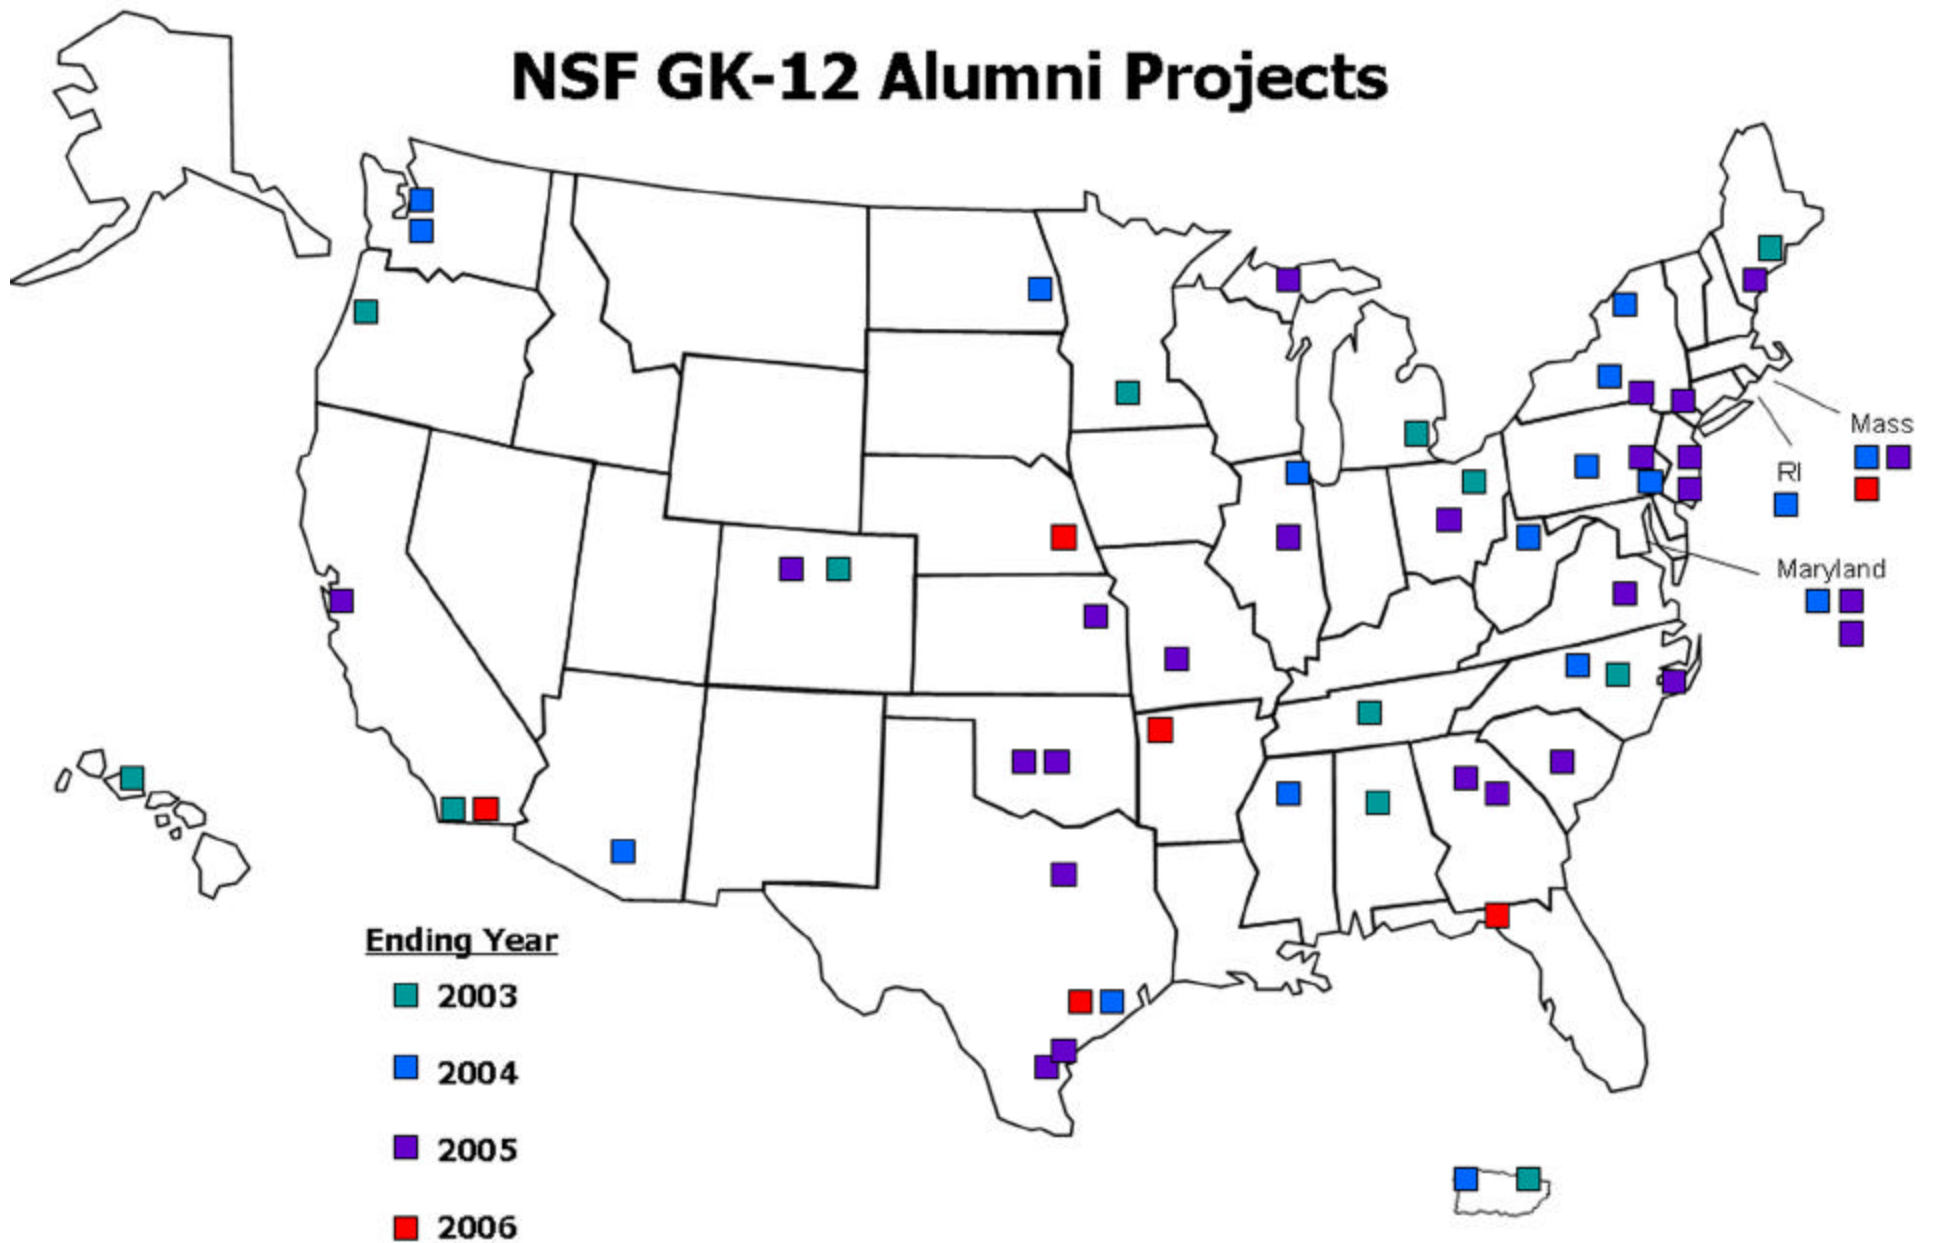 NSF GK-12 Alumni Projects
Mass
RI
Maryland
Ending Year
2003
2004
2005
2006